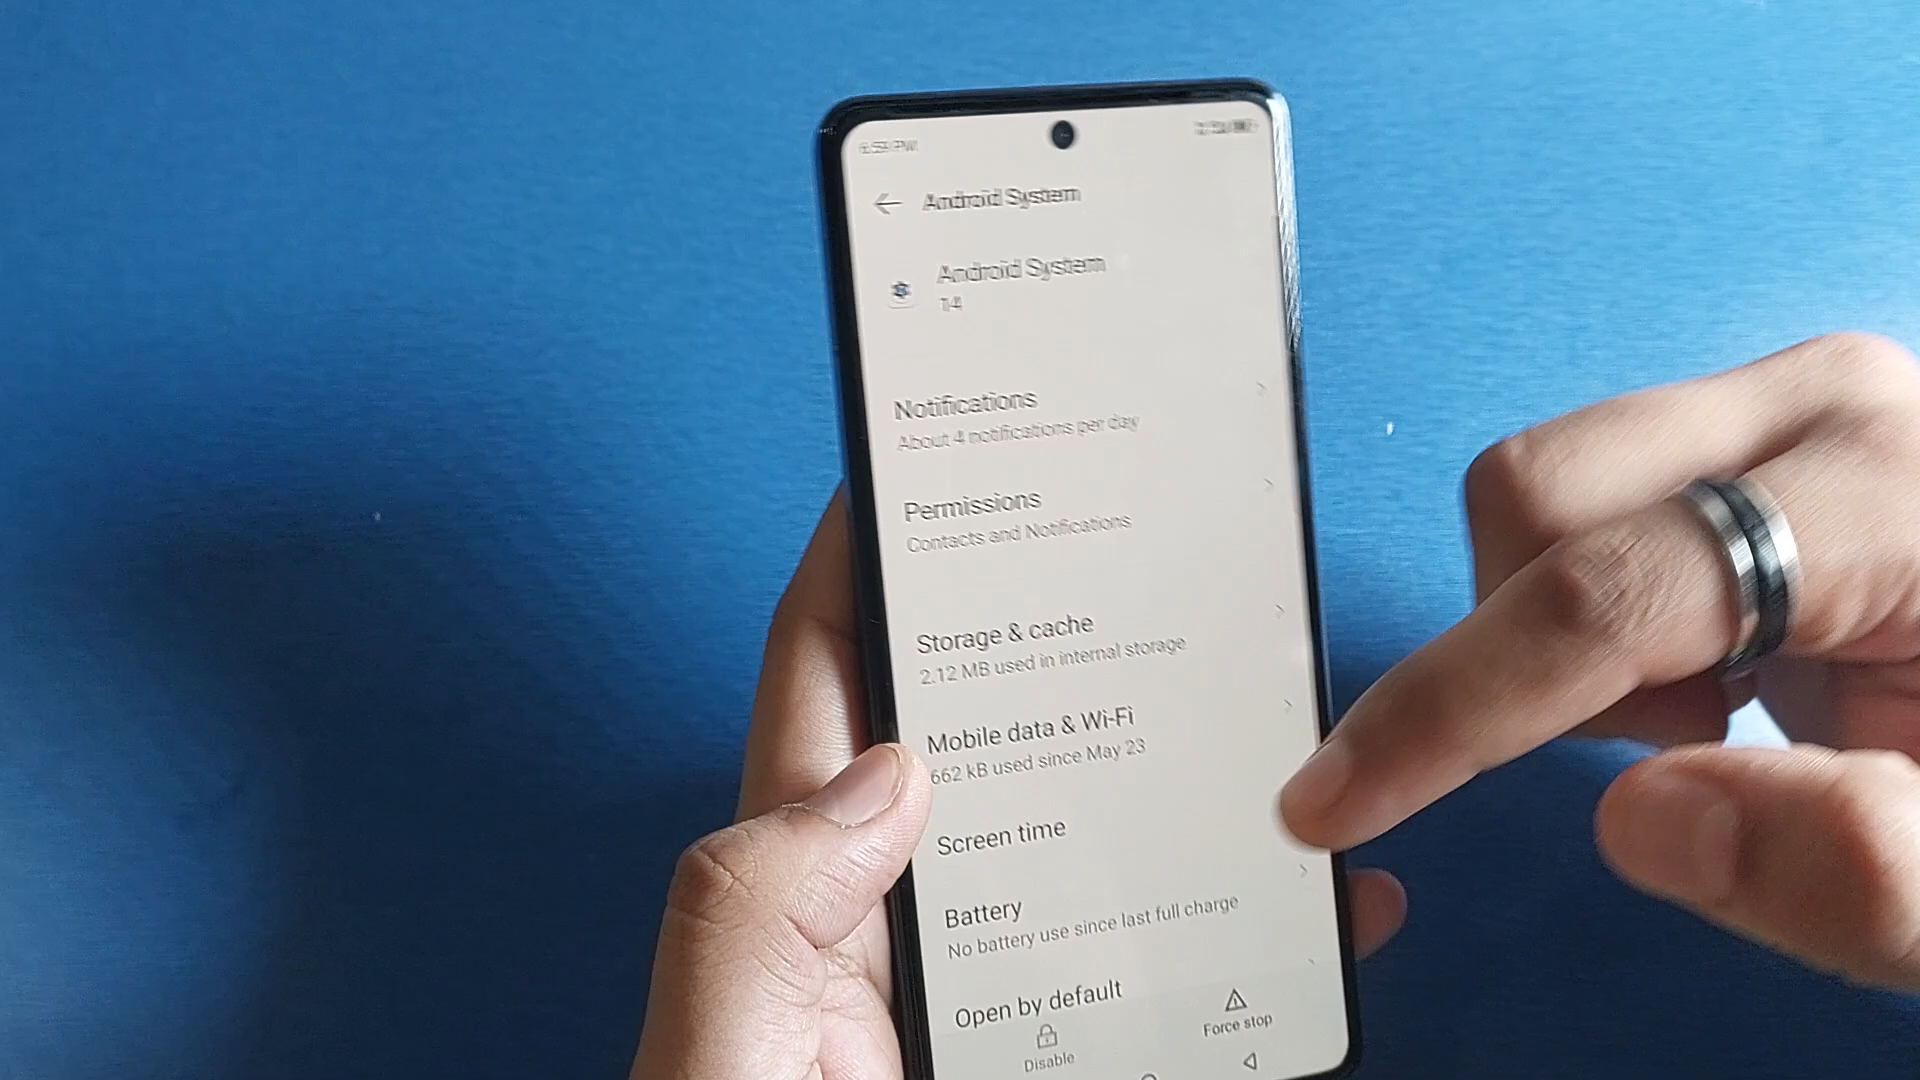 Android System
Android System
14
Notifications
About 4 notifications per day
Permissions
Contacts and Notifications
Storage & cache
2.12 MB used in internal storage
Mobile data & Wi-Fi
662 kB used since May 23
Screen time
Battery
No battery use since last full charge
Open by default
Disable
Force stop